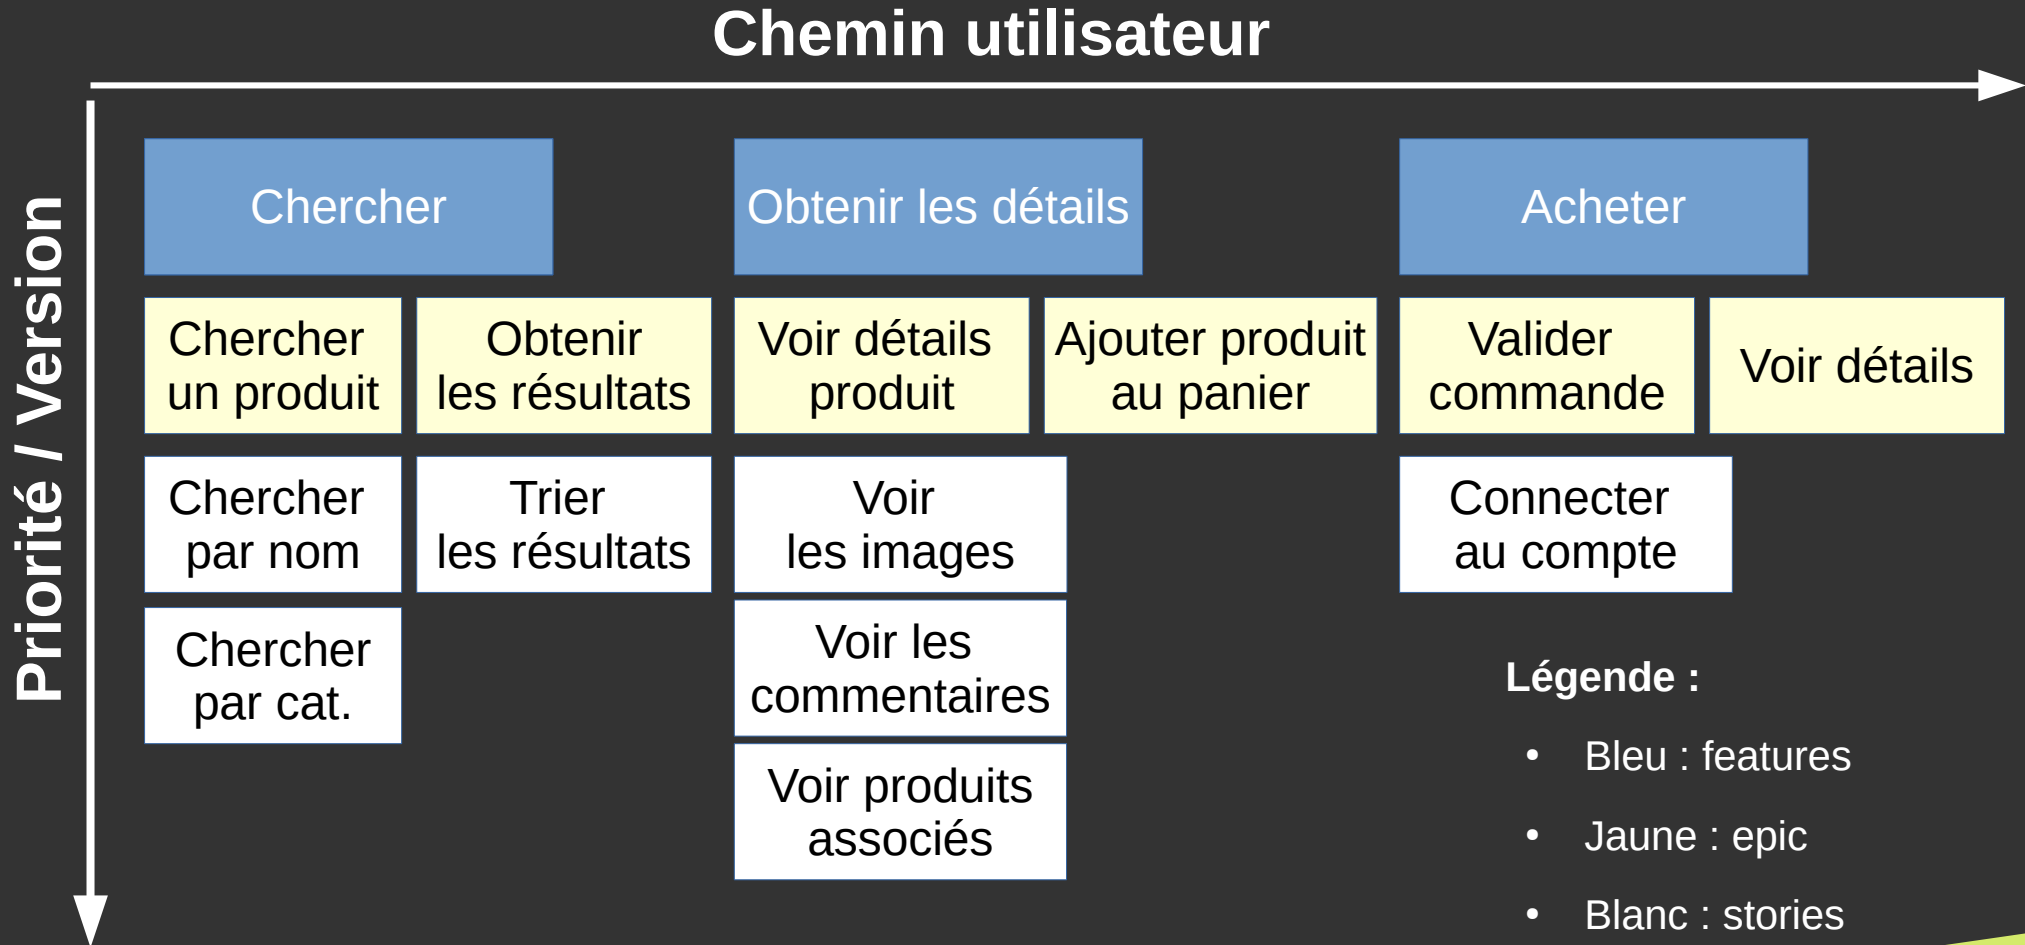 Chemin utilisateur
Priorité / Version
Chercher
Obtenir les détails
Acheter
Chercher
un produit
Obtenir
les résultats
Voir détails
produit
Ajouter produit
au panier
Valider
commande
Voir détails
Chercher
par nom
Trier
les résultats
Voir
les images
Connecter
au compte
Chercher
par cat.
Voir les
commentaires
Voir produits
associés
Légende :
• Bleu : features
• Jaune : epic
• Blanc : stories